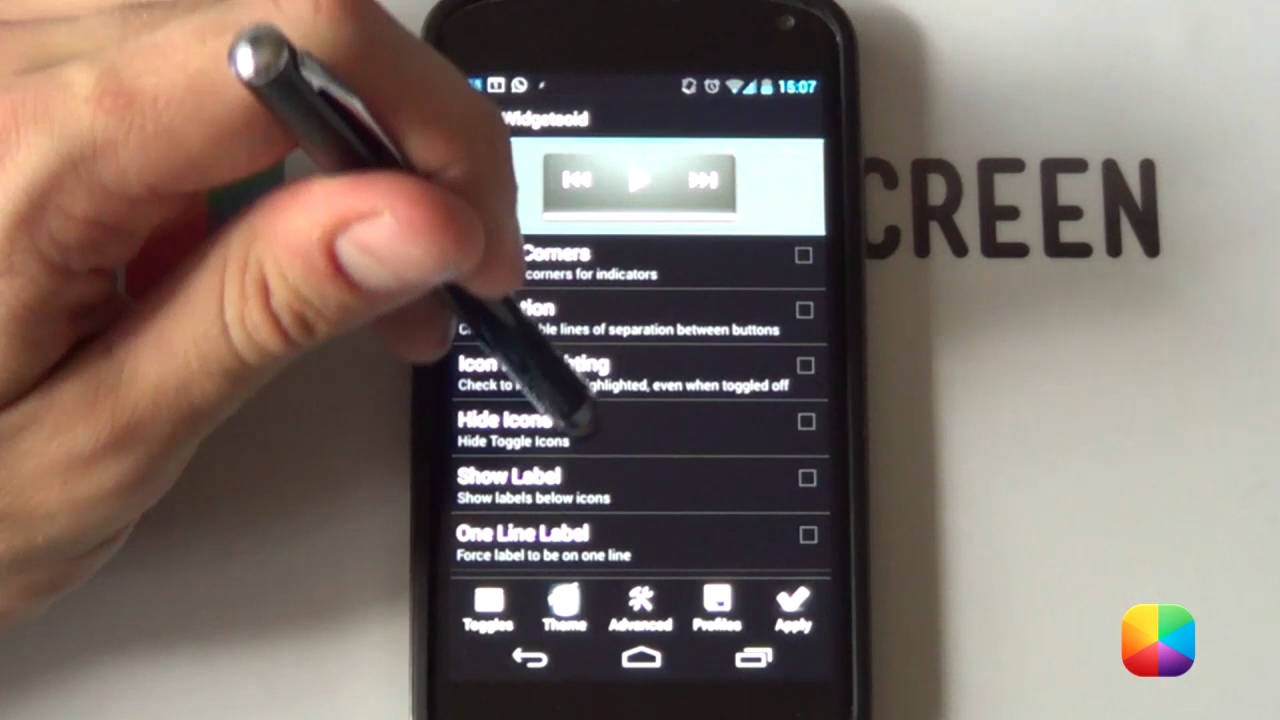 15:07
Widgetsoid
CREEN
Corners
corners for indicators
tion
ble lines of separation between buttons
Icon ting
Check to ghlighted, even when toggled off
Hide Icons
Hide Toggle Icons
Show Label
Show labels below icons
One Line Label
Force label to be on one line
Toggles Theme Advanced Profiles Apply